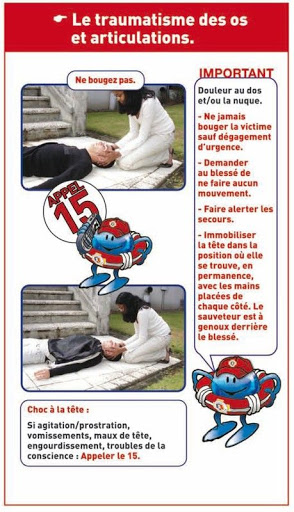 ☛ Le traumatisme des os
et articulations.
Ne bougez pas.
APPEL
15
IMPORTANT
Douleur au dos
et/ou la nuque.
- Ne jamais
bouger la victime
sauf dégagement
d'urgence.
- Demander
au blessé de
ne faire aucun
mouvement.
- Faire alerter les
secours.
- Immobiliser
la tête dans la
position où elle
se trouve, en
permanence,
avec les mains
placées de
chaque côté. Le
sauveteur est à
genoux derrière
le blessé.
Choc à la tête :
Si agitation/prostration,
vomissements, maux de tête,
engourdissement, troubles de la
conscience : Appeler le 15.